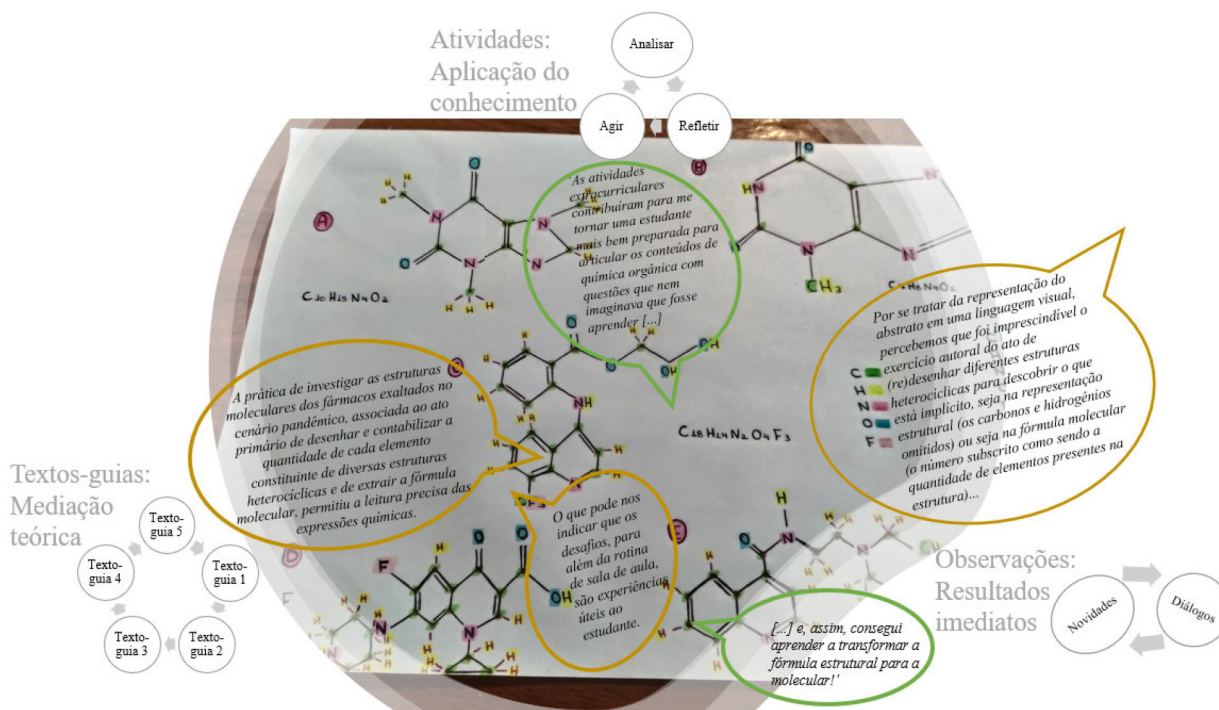 Atividades:
Aplicação do
conhecimento
Analisar
Agir
Refletir
A
B
C₁₀H₁₅N₄O₂
'As atividades
extracurriculares
contribuíram para me
tornar uma estudante
mais bem preparada para
articular os conteúdos de
química orgânica com
questões que nem
imaginava que fosse
aprender [...]
CH₃
Por se tratar da representação do
abstrato em uma linguagem visual,
percebemos que foi imprescindível o
exercício autoral do ato de
(re)desenhar diferentes estruturas
heterocíclicas para descobrir o que
está implícito, seja na representação
estrutural (os carbonos e hidrogênios
omitidos) ou seja na fórmula molecular
(o número subscrito como sendo a
quantidade de elementos presentes na
estrutura)...
C
H
N
O
F
C
C₁₈H₁₄N₂O₄F₃
A prática de investigar as estruturas
moleculares dos fármacos exaltados no
cenário pandêmico, associada ao ato
primário de desenhar e contabilizar a
quantidade de cada elemento
constituinte de diversas estruturas
heterocíclicas e de extrair a fórmula
molecular, permitiu a leitura precisa das
expressões químicas.
Textos-guias:
Mediação
teórica
Texto-
guia 5
Texto-
guia 4
Texto-
guia 1
Texto-
guia 3
Texto-
guia 2
O que pode nos
indicar que os
desafios, para
além da rotina
de sala de aula,
são experiências
úteis ao
estudante.
D
E
Observações:
Resultados
imediatos
Novidades
Diálogos
[...] e, assim, consegui
aprender a transformar a
fórmula estrutural para a
molecular!'